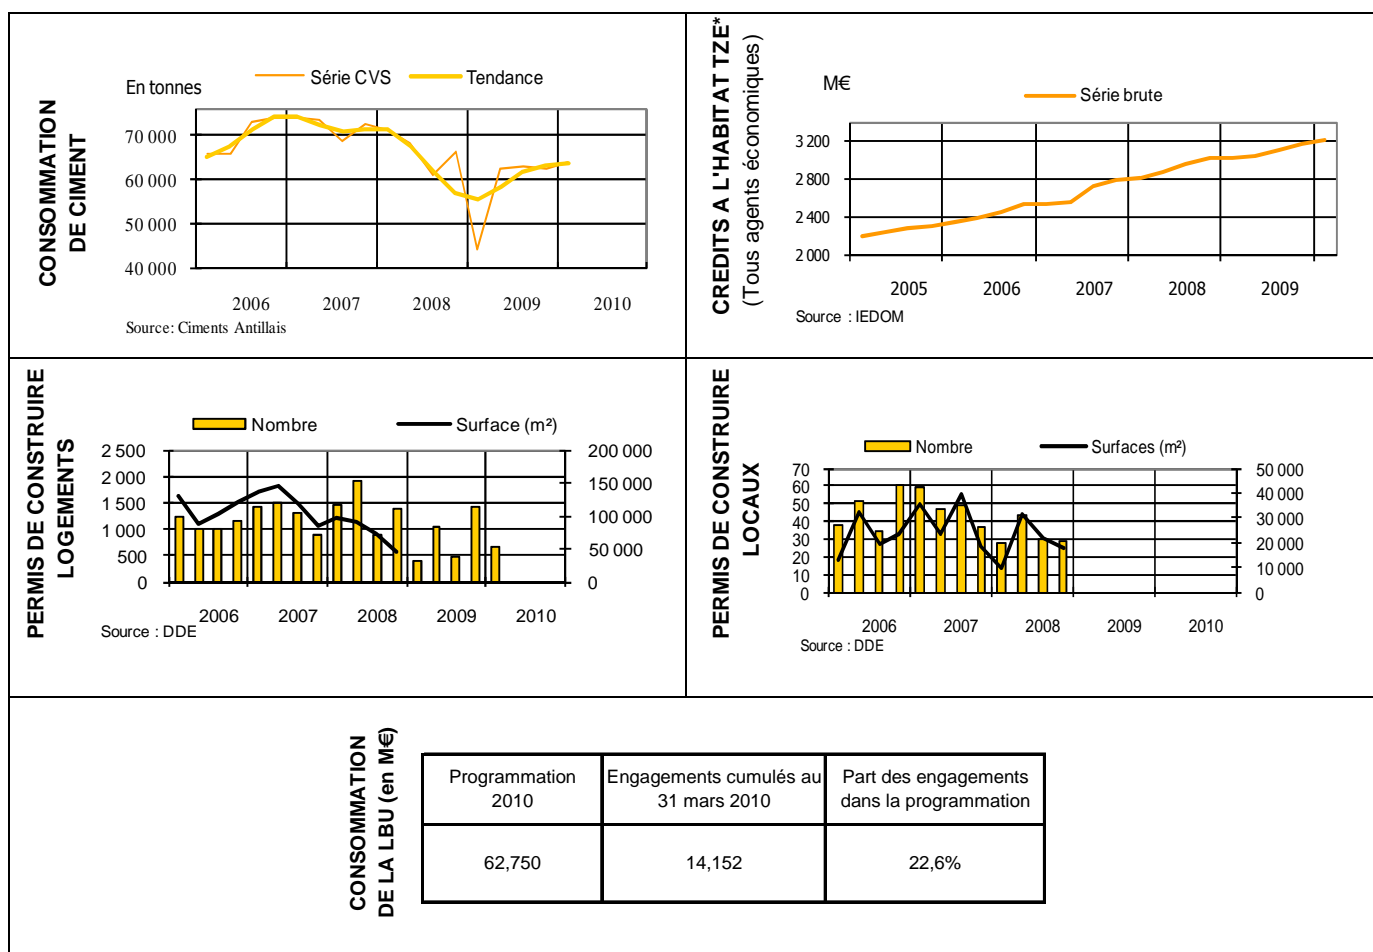 CONSOMMATION
DE CIMENT
En tonnes
Série CVS
Tendance
70 000
60 000
50 000
40 000
2006
2007
2008
2009
2010
Source: Ciments Antillais
CREDITS A L'HABITAT TZE*
(Tous agents économiques)
M€
Série brute
3 200
2 800
2 400
2 000
2005
2006
2007
2008
2009
Source : IEDOM
PERMIS DE CONSTRUIRE
LOGEMENTS
Nombre
Surface (m²)
2 500
2 000
1 500
1 000
500
0
200 000
150 000
100 000
50 000
0
2006
2007
2008
2009
2010
Source : DDE
PERMIS DE CONSTRUIRE
LOCAUX
Nombre
Surfaces (m²)
70
60
50
40
30
20
10
0
50 000
40 000
30 000
20 000
10 000
0
2006
2007
2008
2009
2010
Source : DDE
CONSOMMATION
DE LA LBU (en M€)
Programmation
2010
Engagements cumulés au
31 mars 2010
Part des engagements
dans la programmation
62,750
14,152
22,6%